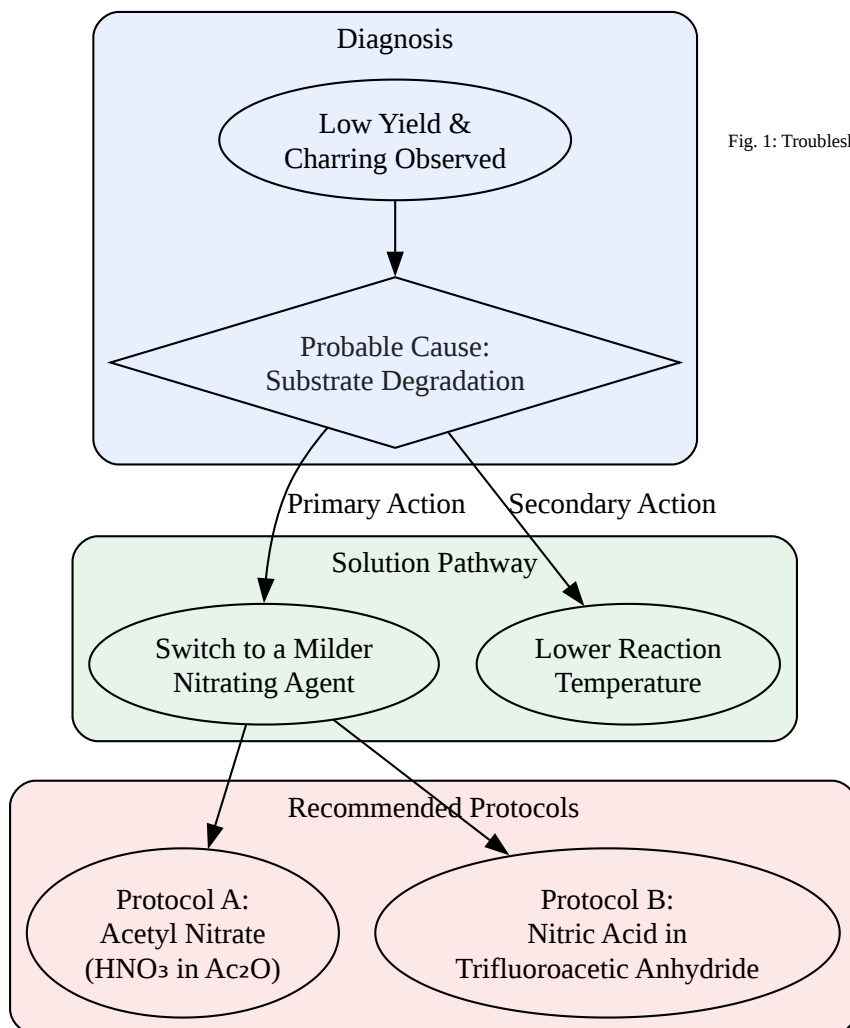 Diagnosis
Low Yield &
Charring Observed
Fig. 1:
Probable Cause:
Substrate Degradation
Primary Action
Secondary Action
Solution Pathway
Switch to a Milder
Nitrating Agent
Lower Reaction
Temperature
Recommended Protocols
Protocol A:
Acetyl Nitrate
(HNO₃ in Ac₂O)
Protocol B:
Nitric Acid in
Trifluoroacetic Anhydride